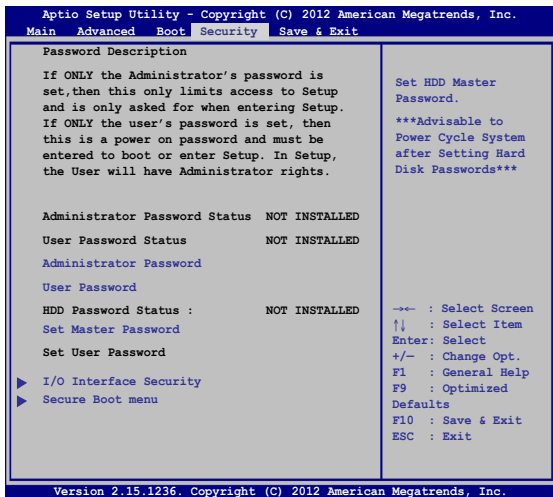 Aptio Setup Utility - Copyright (C) 2012 American Megatrends, Inc.
Main Advanced Boot Security Save & Exit
Password Description
If ONLY the Administrator's password is
set,then this only limits access to Setup
and is only asked for when entering Setup.
If ONLY the user's password is set, then
this is a power on password and must be
entered to boot or enter Setup. In Setup,
the User will have Administrator rights.
Administrator Password Status NOT INSTALLED
User Password Status NOT INSTALLED
Administrator Password
User Password
HDD Password Status : NOT INSTALLED
Set Master Password
Set User Password
I/O Interface Security
Secure Boot menu
Set HDD Master
Password.
***Advisable to
Power Cycle System
after Setting Hard
Disk Passwords***
→← : Select Screen
↑↓ : Select Item
Enter: Select
+/— : Change Opt.
F1 : General Help
F9 : Optimized
Defaults
F10 : Save & Exit
ESC : Exit
Version 2.15.1236. Copyright (C) 2012 American Megatrends, Inc.